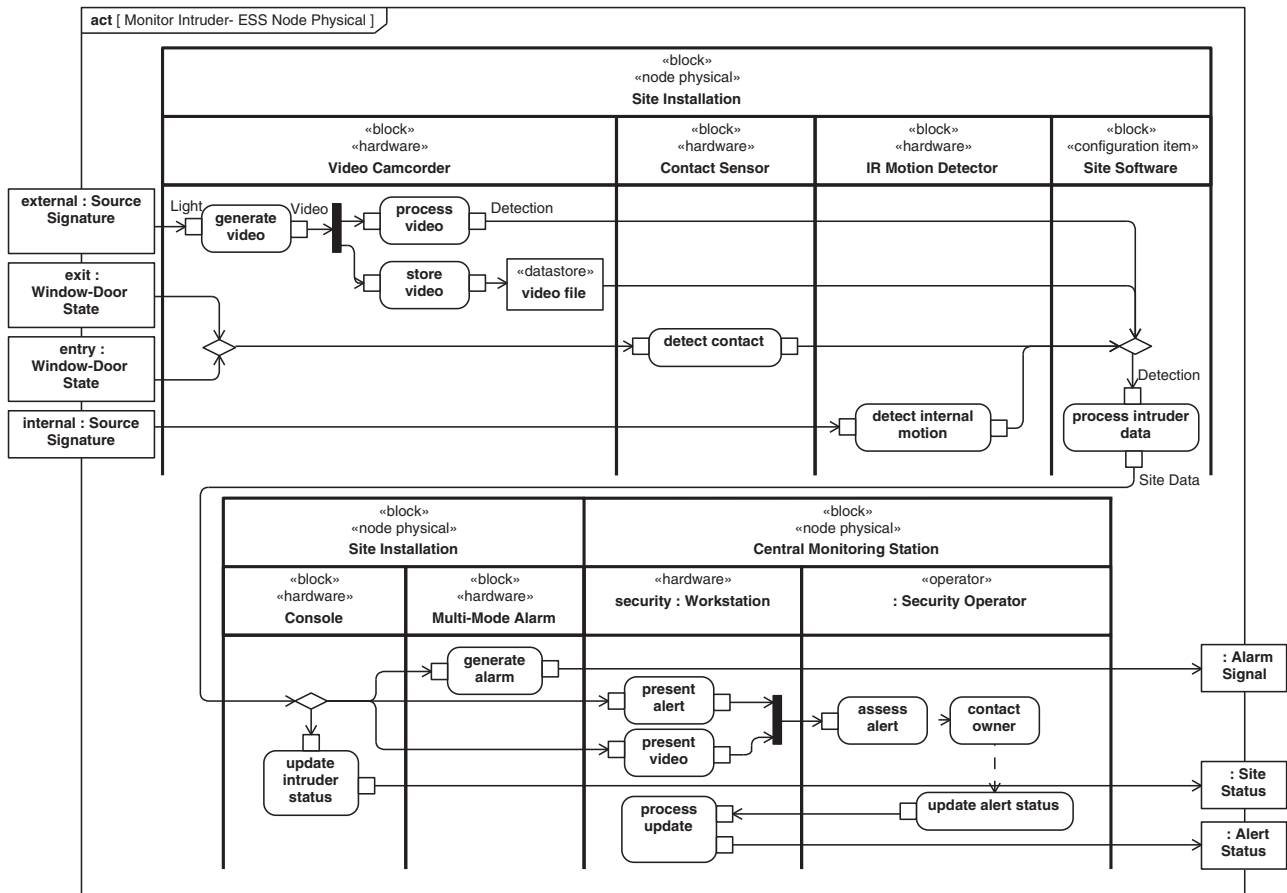 act [ Monitor Intruder- ESS Node Physical ]
«block»
«node physical»
Site Installation
«block»
«hardware»
Video Camcorder
«block»
«hardware»
Contact Sensor
«block»
«hardware»
IR Motion Detector
«block»
«configuration item»
Site Software
external : Source
Signature
Light
generate
video
Video
process
video
Detection
store
video
«datastore»
video file
exit :
Window-Door
State
entry :
Window-Door
State
detect contact
Detection
internal : Source
Signature
detect internal
motion
process intruder
data
Site Data
«block»
«node physical»
Site Installation
«block»
«node physical»
Central Monitoring Station
«block»
«hardware»
Console
«block»
«hardware»
Multi-Mode Alarm
«hardware»
security : Workstation
«operator»
: Security Operator
generate
alarm
: Alarm
Signal
present
alert
assess
alert
contact
owner
present
video
update
intruder
status
: Site
Status
process
update
update alert status
: Alert
Status